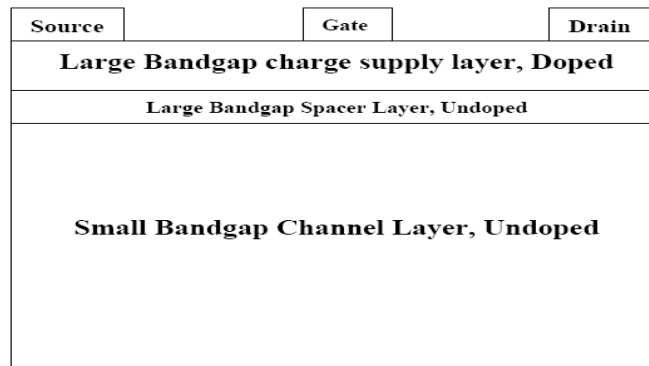 Source Gate Drain
Large Bandgap charge supply layer, Doped
Large Bandgap Spacer Layer, Undoped
Small Bandgap Channel Layer, Undoped